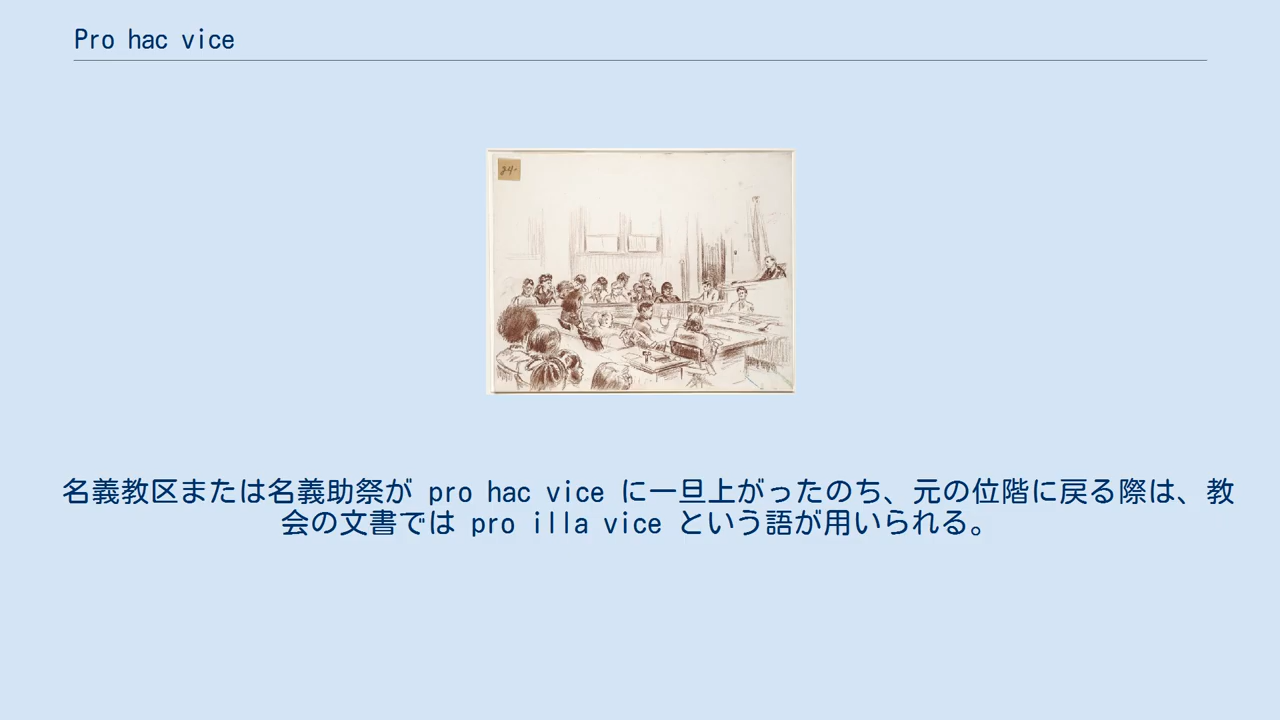 Pro hac vice
24-
名義教区または名義助祭が pro hac vice に一旦上がったのち、元の位階に戻る際は、教
会の文書では pro illa vice という語が用いられる。